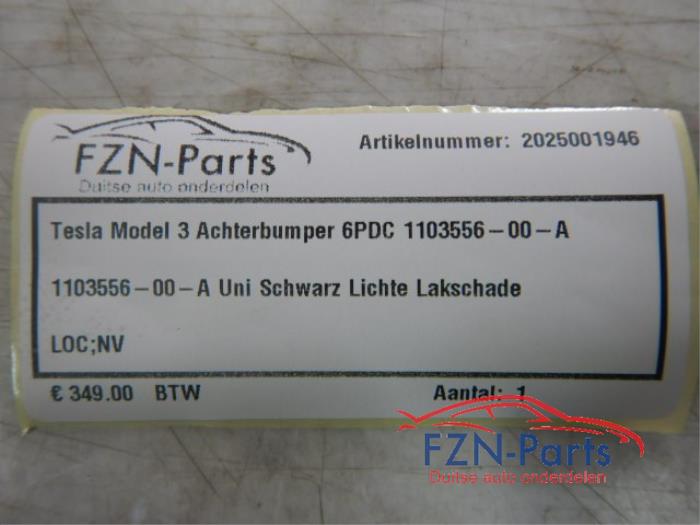 FZN-Parts
Duitse auto onderdelen
Artikelnummer: 2025001946
Tesla Model 3 Achterbumper 6PDC 1103556-00-A
1103556-00-A Uni Schwarz Lichte Lakschade
LOC;NV
€ 349.00 BTW
Aantal: 1
FZN-Parts
Duitse auto onderdelen